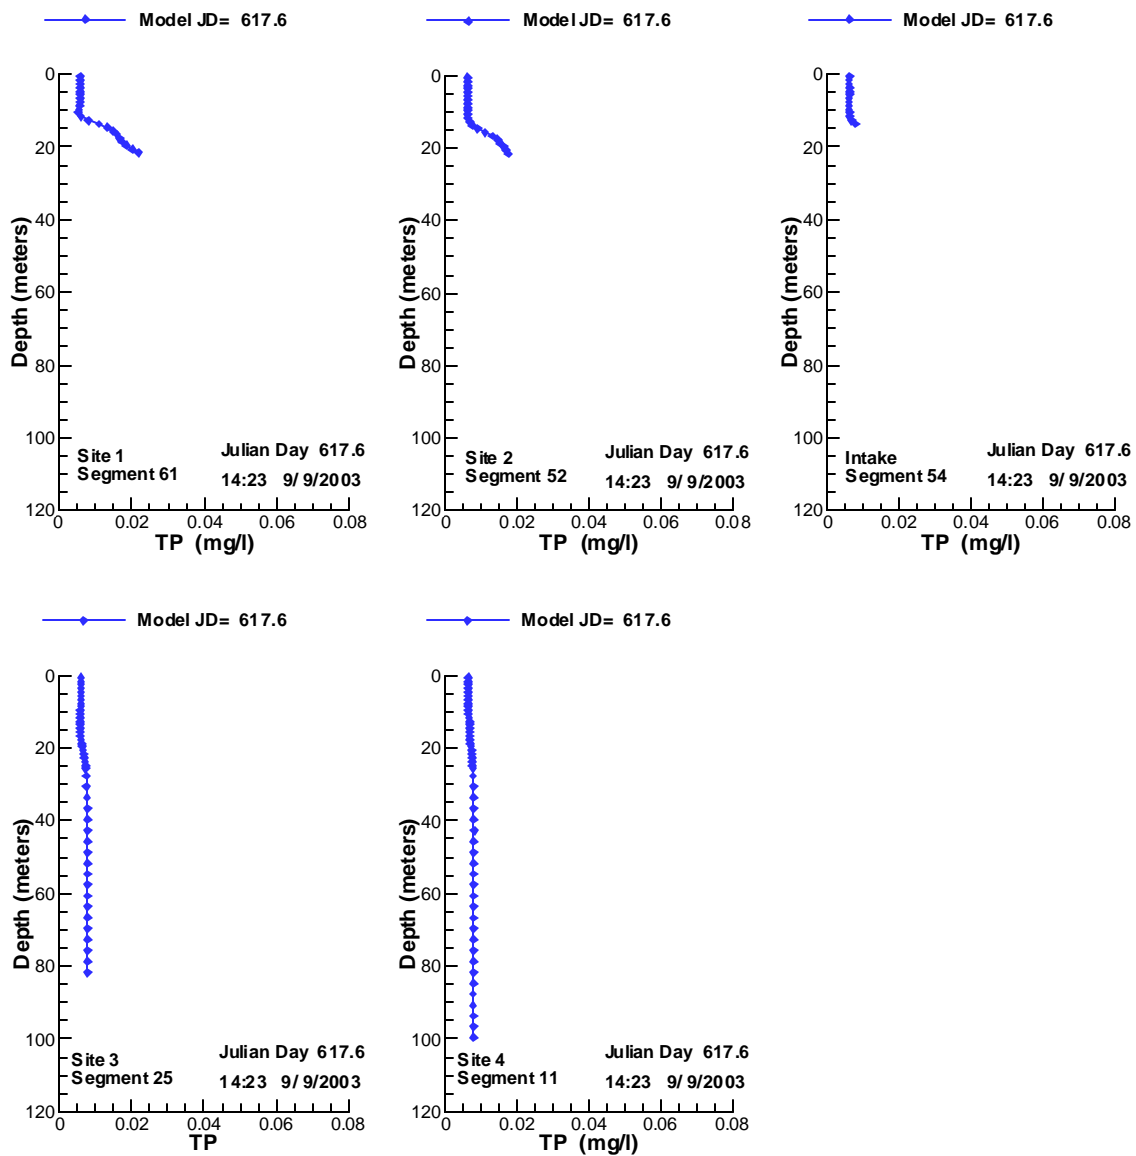 Model JD= 617.6
0
20
40
60
80
100
120
Depth (meters)
Site 1
Segment 61
Julian Day 617.6
14:23 9/ 9/2003
0 0.02 0.04 0.06 0.08
TP (mg/l)
Model JD= 617.6
0
20
40
60
80
100
120
Depth (meters)
Site 2
Segment 52
Julian Day 617.6
14:23 9/ 9/2003
0 0.02 0.04 0.06 0.08
TP (mg/l)
Model JD= 617.6
0
20
40
60
80
100
120
Depth (meters)
Intake
Segment 54
Julian Day 617.6
14:23 9/ 9/2003
0 0.02 0.04 0.06 0.08
TP (mg/l)
Model JD= 617.6
0
20
40
60
80
100
120
Depth (meters)
Site 3
Segment 25
Julian Day 617.6
14:23 9/ 9/2003
0 0.02 0.04 0.06 0.08
TP
Model JD= 617.6
0
20
40
60
80
100
120
Depth (meters)
Site 4
Segment 11
Julian Day 617.6
14:23 9/ 9/2003
0 0.02 0.04 0.06 0.08
TP (mg/l)